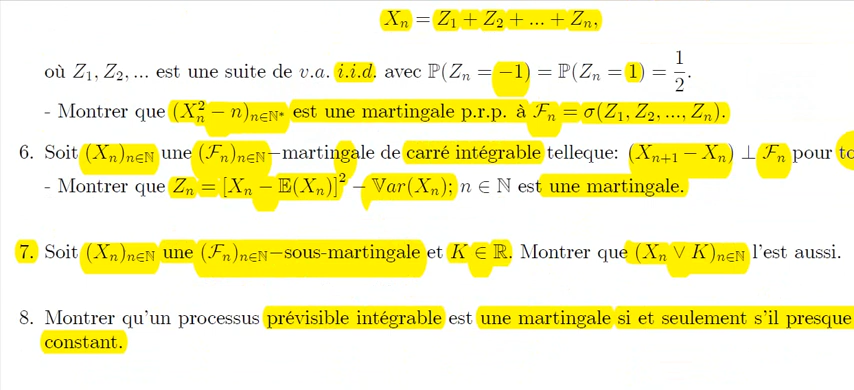 X_n = Z_1 + Z_2 + ... + Z_n,
où Z_1, Z_2, ... est une suite de v.a. i.i.d. avec ℙ(Z_n = −1) = ℙ(Z_n = 1) = 1/2.
- Montrer que (X_n^2 − n)_{n∈ℕ*} est une martingale p.r.p. à ℱ_n = σ(Z_1, Z_2, ..., Z_n).
6. Soit (X_n)_{n∈ℕ} une (ℱ_n)_{n∈ℕ}−martingale de carré intégrable telleque: (X_{n+1} − X_n) ⊥ ℱ_n pour to
- Montrer que Z_n = [X_n − 𝔼(X_n)]^2 − 𝕍ar(X_n); n ∈ ℕ est une martingale.
7. Soit (X_n)_{n∈ℕ} une (ℱ_n)_{n∈ℕ}−sous-martingale et K ∈ ℝ. Montrer que (X_n ∨ K)_{n∈ℕ} l'est aussi.
8. Montrer qu'un processus prévisible intégrable est une martingale si et seulement s'il presque
constant.